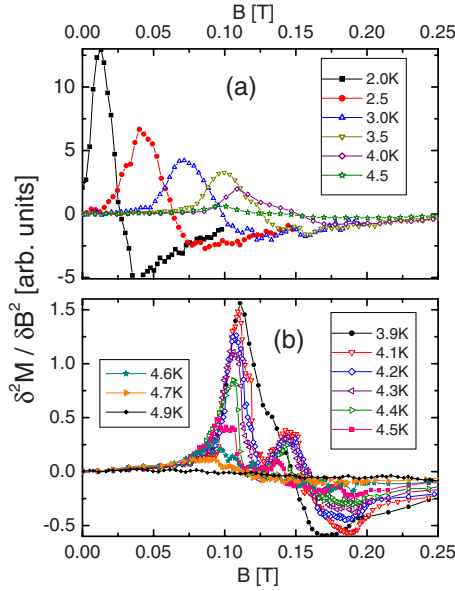 B [T]
0.00 0.05 0.10 0.15 0.20 0.25
10
5
0
-5
(a)
2.0K
2.5
3.0K
3.5
4.0K
4.5
δ²M / δB² [arb. units]
1.5
1.0
0.5
0.0
-0.5
(b)
4.6K
4.7K
4.9K
3.9K
4.1K
4.2K
4.3K
4.4K
4.5K
0.00 0.05 0.10 0.15 0.20 0.25
B [T]